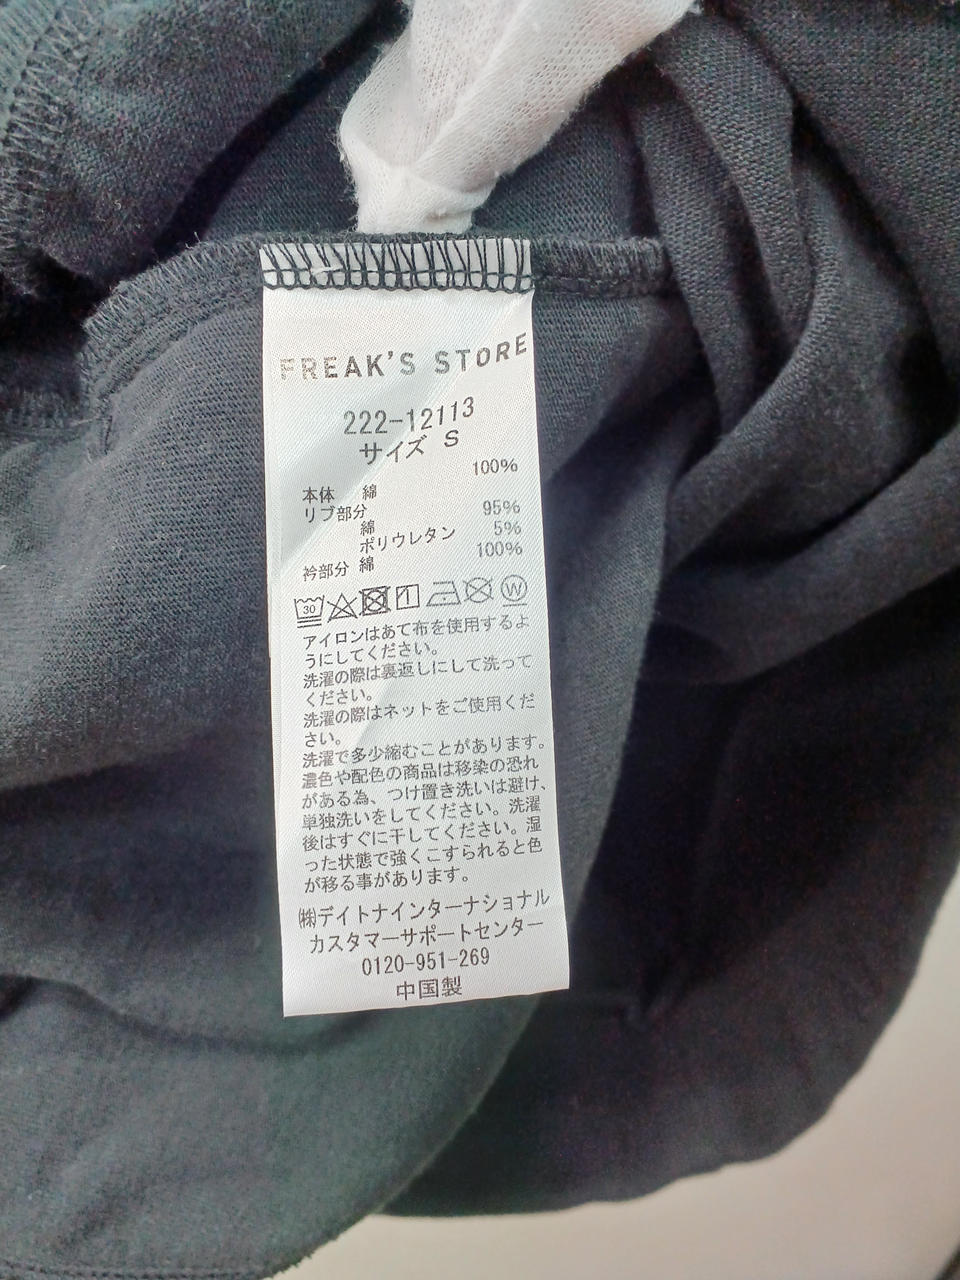 FREAK'S STORE
222-12113
サイズ S
100%
本体 綿
リブ部分
綿 95%
ポリウレタン 5%
衿部分 綿 100%
30
W
アイロンはあて布を使用するよ
うにしてください。
洗濯の際は裏返しにして洗って
ください。
洗濯の際はネットをご使用くだ
さい。
洗濯で多少縮むことがあります。
濃色や配色の商品は移染の恐れ
がある為、つけ置き洗いは避け、
単独洗いをしてください。洗濯
後はすぐに干してください。湿
った状態で強くこすられると色
が移る事があります。
㈱デイトナインターナショナル
カスタマーサポートセンター
0120-951-269
中国製